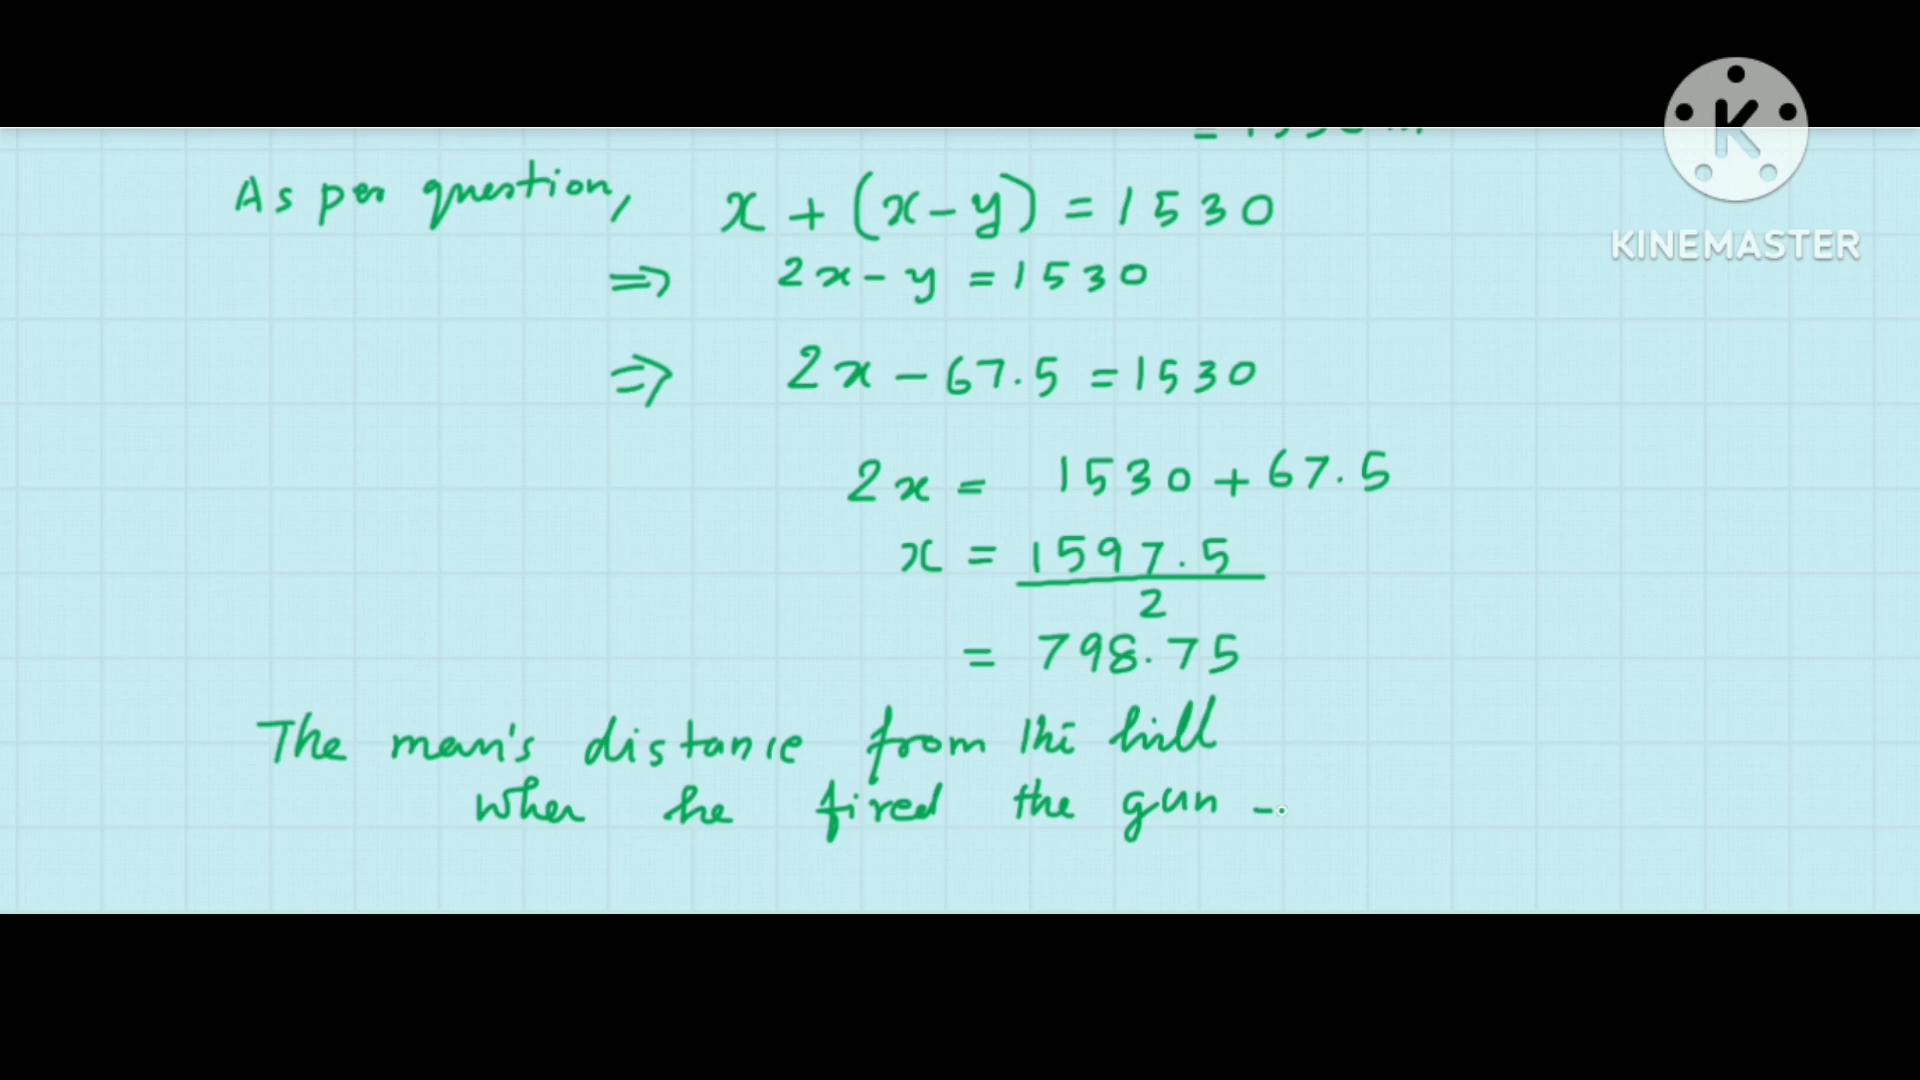 As per question, x + (x - y) = 1530
⇒ 2x - y = 1530
⇒ 2x - 67.5 = 1530
2x = 1530 + 67.5
x = 1597.5
2
= 798.75
The man's distance from the hill
when he fired the gun -
K
KINEMASTER